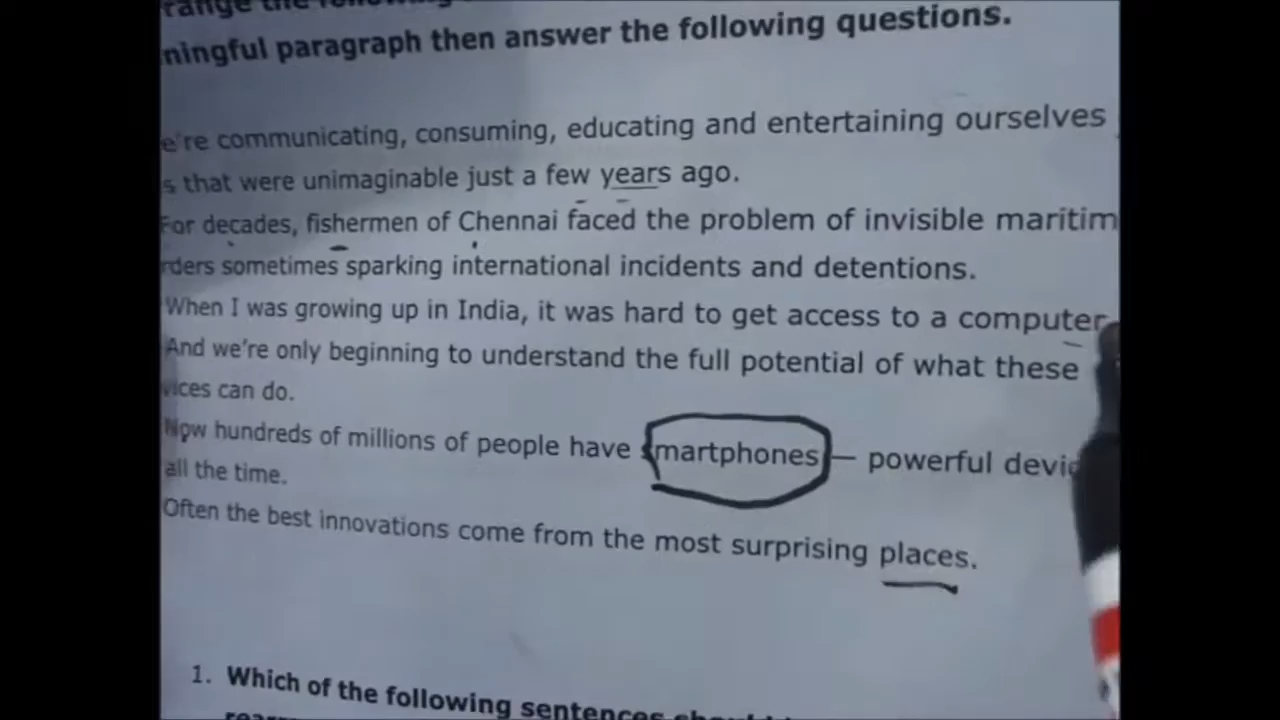 range the following
ningful paragraph then answer the following questions.
e're communicating, consuming, educating and entertaining ourselves
s that were unimaginable just a few years ago.
For decades, fishermen of Chennai faced the problem of invisible maritim
rders sometimes sparking international incidents and detentions.
When I was growing up in India, it was hard to get access to a computer
And we're only beginning to understand the full potential of what these
vices can do.
Now hundreds of millions of people have smartphones — powerful devic
all the time.
Often the best innovations come from the most surprising places.
1. Which of the following sentences